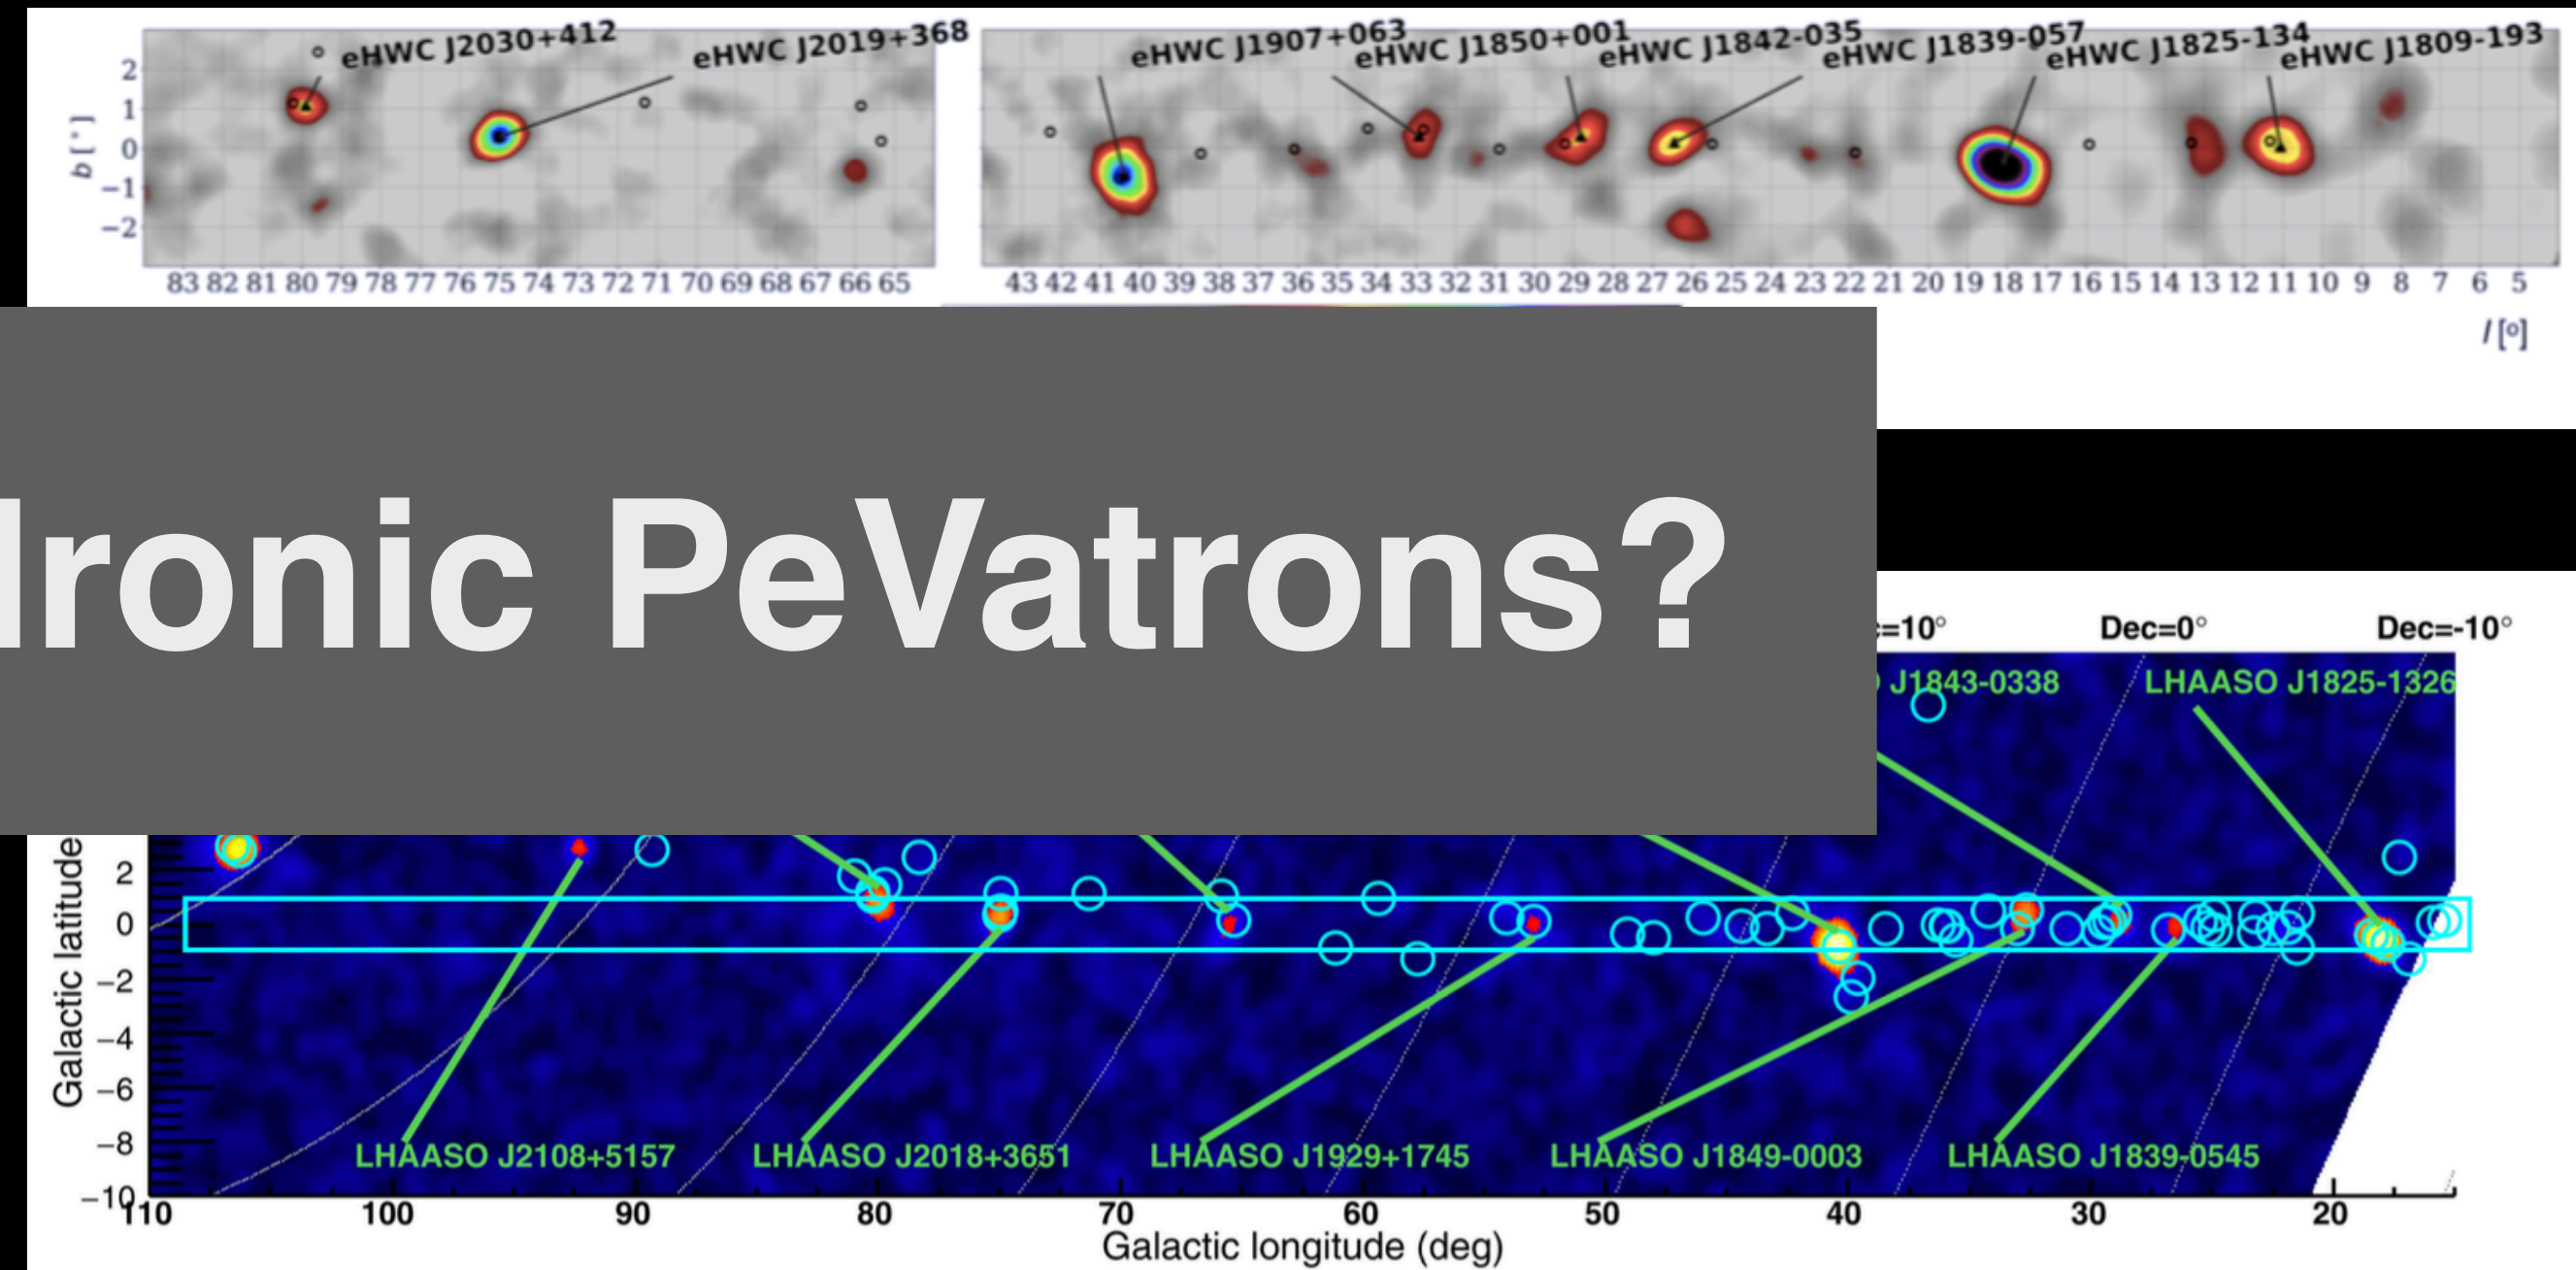 eHWC J2030+412
eHWC J2019+368
eHWC J1907+063
eHWC J1850+001
eHWC J1842-035
eHWC J1839-057
eHWC J1825-134
eHWC J1809-193
2
1
0
−1
−2
b [°]
83 82 81 80 79 78 77 76 75 74 73 72 71 70 69 68 67 66 65
43 42 41 40 39 38 37 36 35 34 33 32 31 30 29 28 27 26 25 24 23 22 21 20 19 18 17 16 15 14 13 12 11 10 9 8 7 6 5
l [º]
ronic PeVatrons?
=10° Dec=0° Dec=-10°
J1843-0338 LHAASO J1825-1326
Galactic latitude
2
0
−2
−4
−6
−8
−10
LHAASO J2108+5157 LHAASO J2018+3651 LHAASO J1929+1745 LHAASO J1849-0003 LHAASO J1839-0545
110 100 90 80 70 60 50 40 30 20
Galactic longitude (deg)